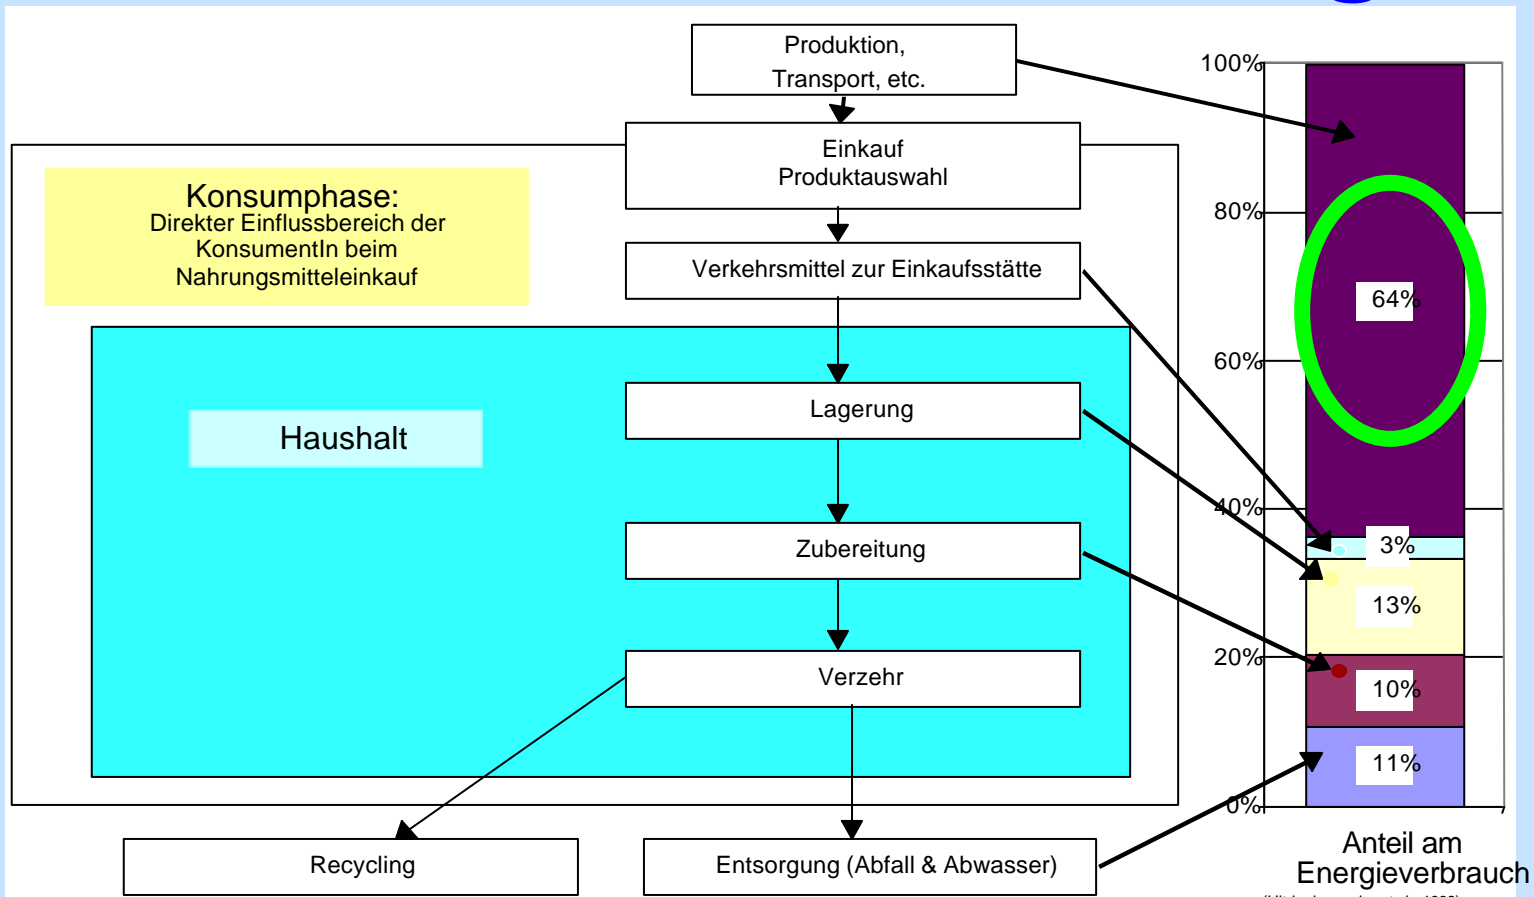 Produktion,
Transport, etc.
Einkauf
Produktauswahl
Konsumphase:
Direkter Einflussbereich der
KonsumentIn beim
Nahrungsmitteleinkauf
Verkehrsmittel zur Einkaufsstätte
Haushalt
Lagerung
Zubereitung
Verzehr
Recycling
Entsorgung (Abfall & Abwasser)
100%
80%
60%
40%
20%
0%
64%
3%
13%
10%
11%
Anteil am
Energieverbrauch